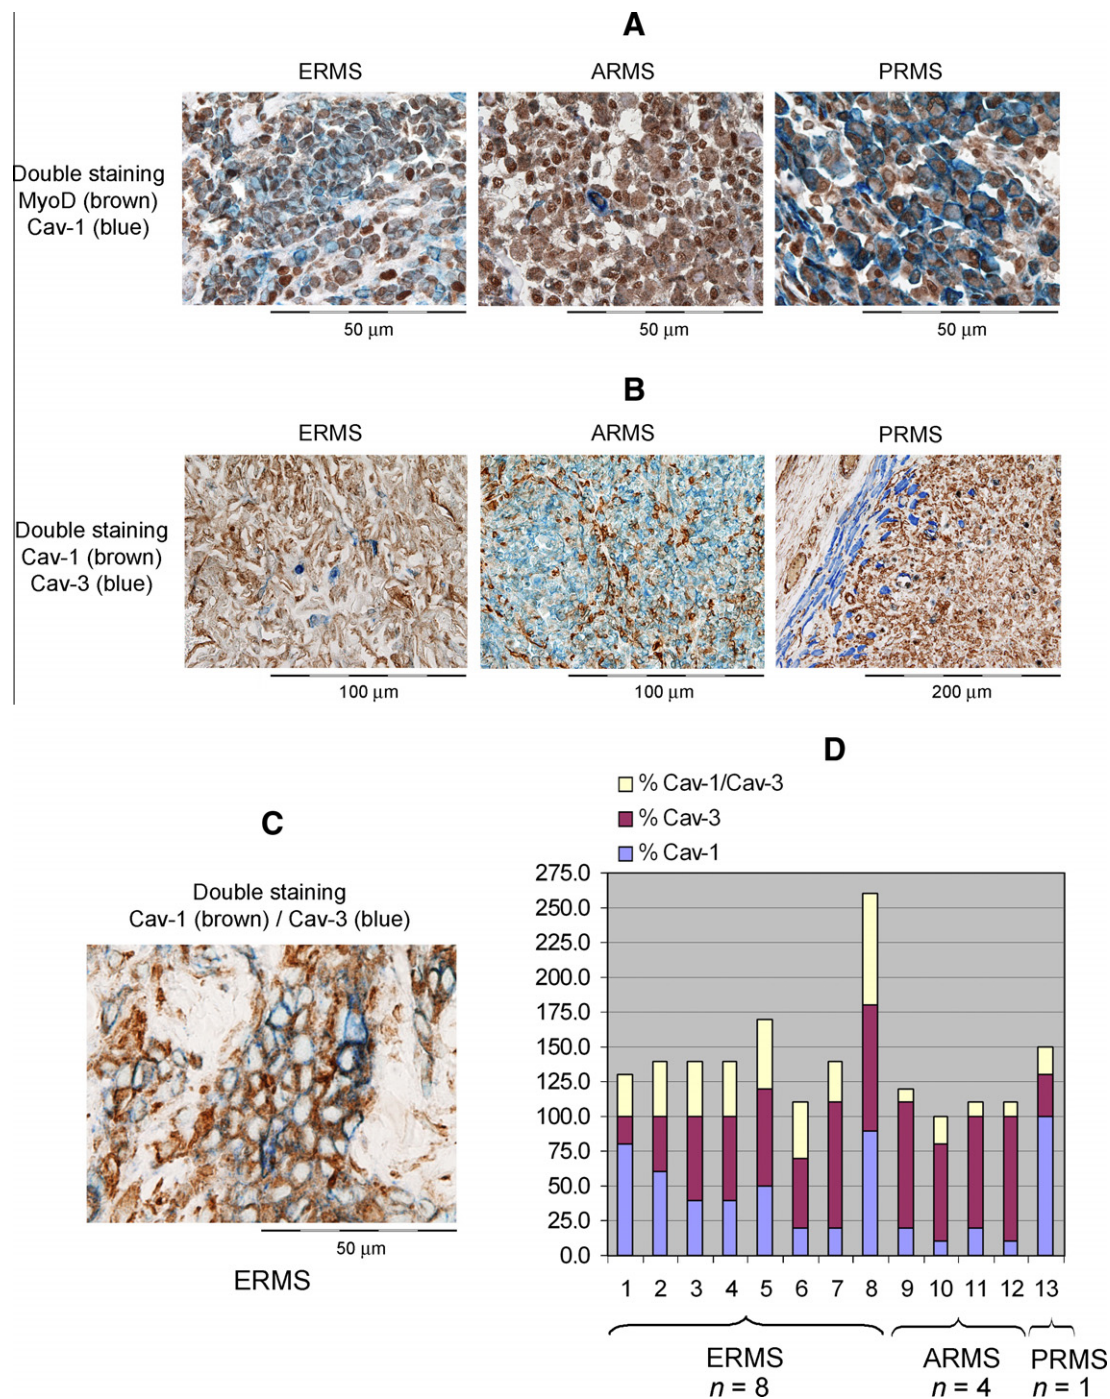 A
ERMS
ARMS
PRMS
Double staining
MyoD (brown)
Cav-1 (blue)
50 µm
50 µm
50 µm
B
ERMS
ARMS
PRMS
Double staining
Cav-1 (brown)
Cav-3 (blue)
100 µm
100 µm
200 µm
C
Double staining
Cav-1 (brown) / Cav-3 (blue)
50 µm
ERMS
D
% Cav-1/Cav-3
% Cav-3
% Cav-1
275.0
250.0
225.0
200.0
175.0
150.0
125.0
100.0
75.0
50.0
25.0
0.0
1 2 3 4 5 6 7 8 9 10 11 12 13
ERMS ARMS PRMS
n = 8 n = 4 n = 1